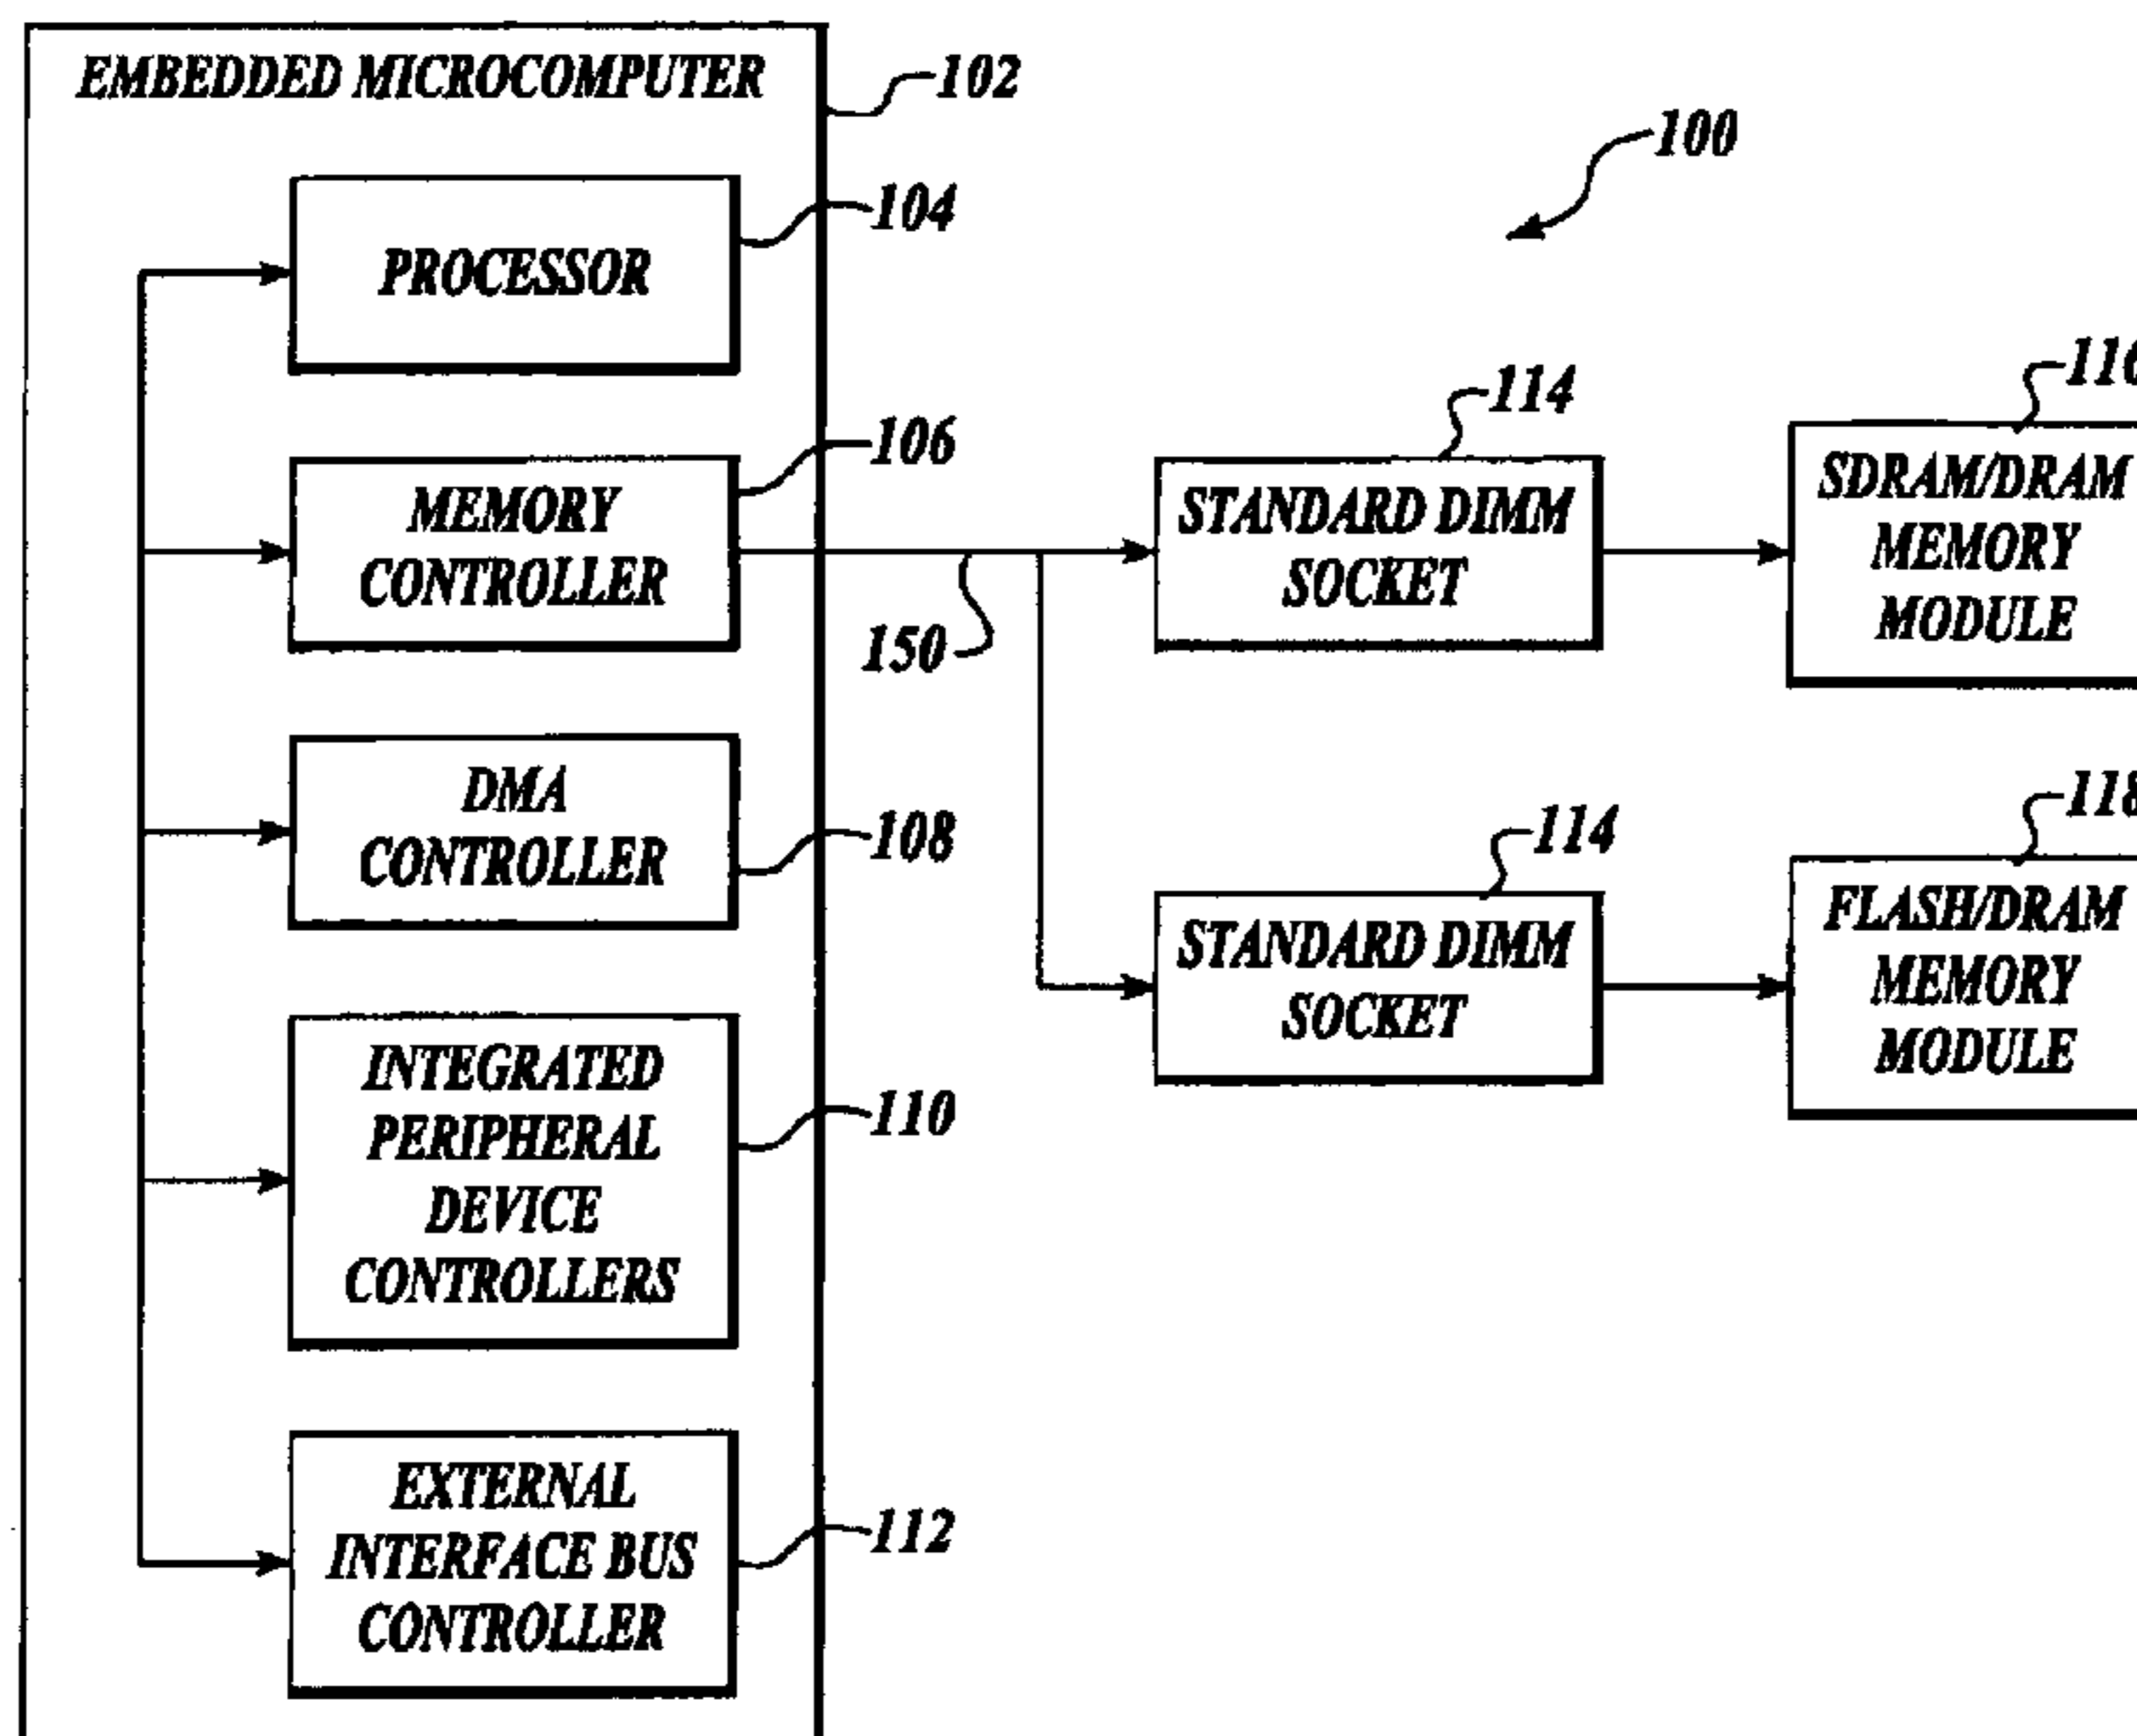 EMBEDDED MICROCOMPUTER
102
100
PROCESSOR
104
MEMORY
CONTROLLER
106
150
STANDARD DIMM
SOCKET
114
SDRAM/DRAM
MEMORY
MODULE
DMA
CONTROLLER
108
STANDARD DIMM
SOCKET
114
FLASH/DRAM
MEMORY
MODULE
118
INTEGRATED
PERIPHERAL
DEVICE
CONTROLLERS
110
EXTERNAL
INTERFACE BUS
CONTROLLER
112